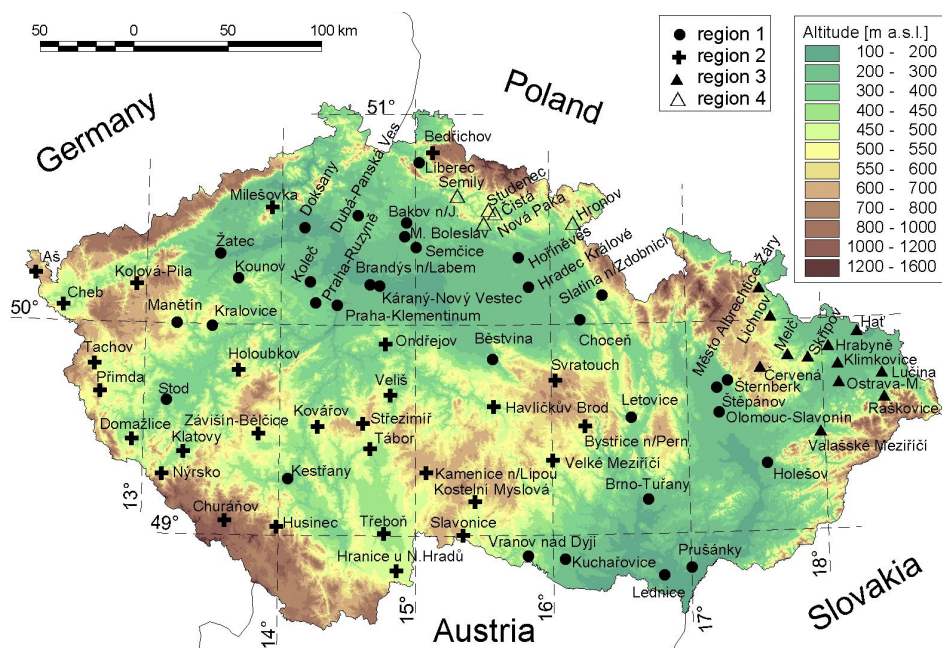 50 0 50 100 km
region 1
region 2
region 3
region 4
Altitude [m a.s.l.]
100 - 200
200 - 300
300 - 400
400 - 450
450 - 500
500 - 550
550 - 600
600 - 700
700 - 800
800 - 1000
1000 - 1200
1200 - 1600
Germany
Poland
Slovakia
Austria
51°
50°
49°
13°
14°
15°
16°
17°
18°
Bedřichov
Liberec
Semily
Studenec
Čistá
Nová Paka
Hronov
Milešovka
Doksany
Dubá-Panská Ves
Bakov n/J.
M. Boleslav
Semčice
Žatec
Kounov
Koleč
Praha-Ruzyně
Brandýs n/Labem
Káraný-Nový Vestec
Praha-Klementinum
Hořiněves
Hradec Králové
Slatina n/Zdobnicí
Aš
Cheb
Kolová-Pila
Manětín
Kralovice
Choceň
Město Albrechtice-Žáry
Lichnov
Melč
Skřipov
Hať
Hrabyně
Klimkovice
Lučina
Ostrava-M.
Raškovice
Červená
Valašské Meziříčí
Tachov
Přimda
Stod
Holoubkov
Ondřejov
Běstvina
Svratouch
Šternberk
Štěpánov
Olomouc-Slavonín
Domažlice
Klatovy
Závišín-Bělčice
Kovářov
Veliš
Střezimíř
Tábor
Havlíčkův Brod
Letovice
Bystřice n/Pern.
Nýrsko
Kestřany
Kamenice n/Lipou
Kostelní Myslová
Velké Meziříčí
Brno-Tuřany
Holešov
Churáňov
Husinec
Třeboň
Slavonice
Hranice u N.Hradů
Vranov nad Dyjí
Kuchařovice
Prušánky
Lednice